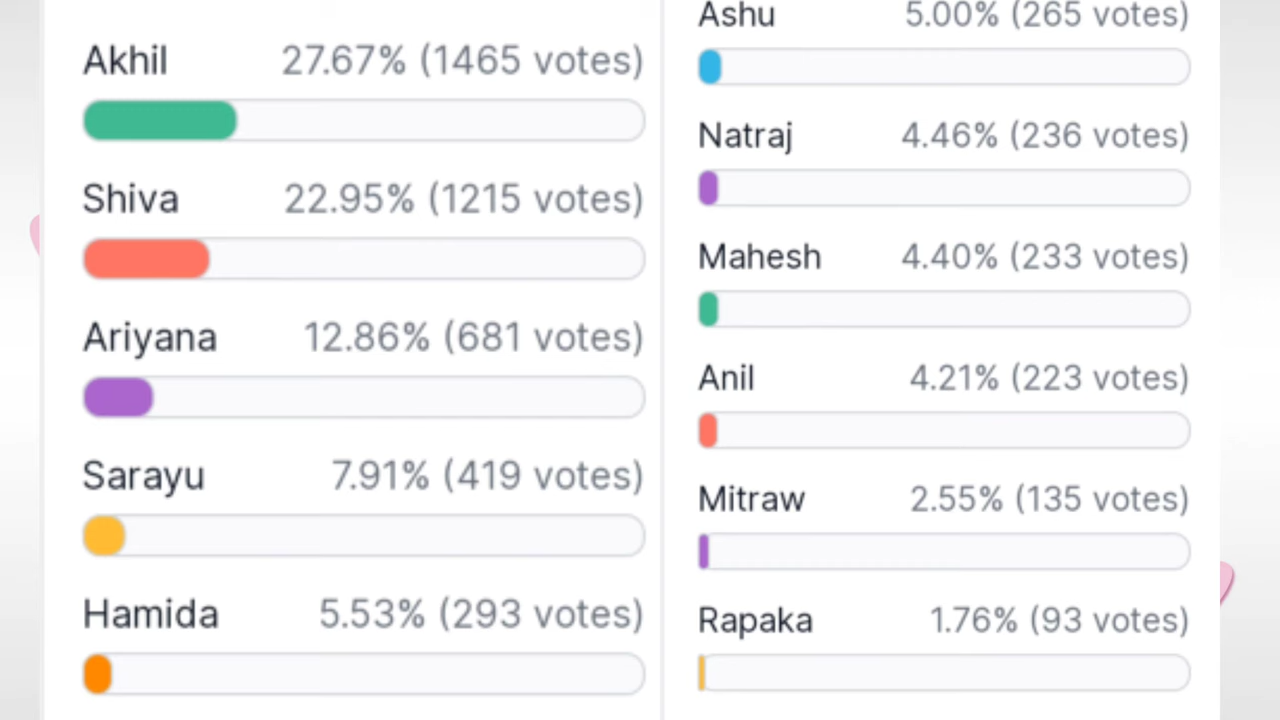 Akhil 27.67% (1465 votes)
Shiva 22.95% (1215 votes)
Ariyana 12.86% (681 votes)
Sarayu 7.91% (419 votes)
Hamida 5.53% (293 votes)
Ashu 5.00% (265 votes)
Natraj 4.46% (236 votes)
Mahesh 4.40% (233 votes)
Anil 4.21% (223 votes)
Mitraw 2.55% (135 votes)
Rapaka 1.76% (93 votes)